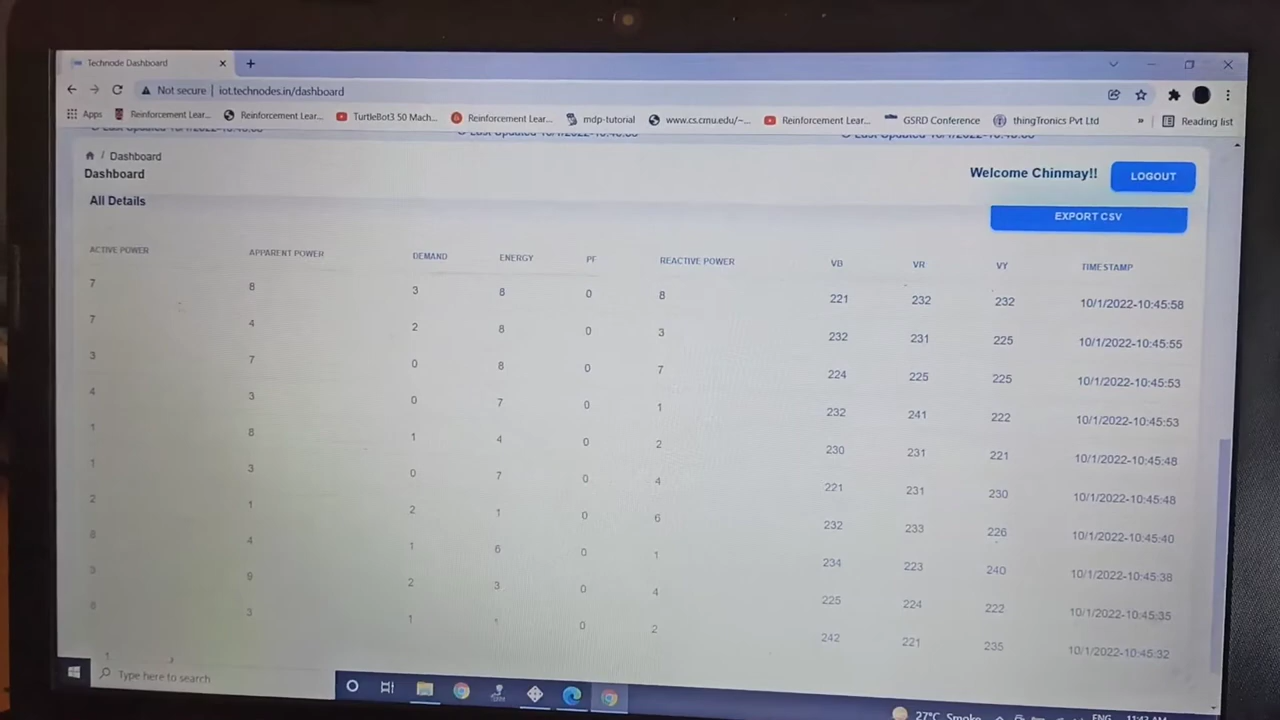 Technode Dashboard
Not secure | iot.technodes.in/dashboard
Apps Reinforcement Lear... Reinforcement Lear... TurtleBot3 50 Mach... Reinforcement Lear... mdp-tutorial www.cs.cmu.edu/~... Reinforcement Lear... GSRD Conference thingTronics Pvt Ltd » Reading list
/ Dashboard
Dashboard
Welcome Chinmay!! LOGOUT
All Details
EXPORT CSV
ACTIVE POWER APPARENT POWER DEMAND ENERGY PF REACTIVE POWER VB VR VY TIMESTAMP
7 8 3 8 0 8 221 232 232 10/1/2022-10:45:58
7 4 2 8 0 3 232 231 225 10/1/2022-10:45:55
3 7 0 8 0 7 224 225 225 10/1/2022-10:45:53
4 3 0 7 0 1 232 241 222 10/1/2022-10:45:53
1 8 1 4 0 2 230 231 221 10/1/2022-10:45:48
1 3 0 7 0 4 221 231 230 10/1/2022-10:45:48
2 1 2 1 0 6 232 233 226 10/1/2022-10:45:40
8 4 1 6 0 1 234 223 240 10/1/2022-10:45:38
9 2 3 0 4 225 224 222 10/1/2022-10:45:35
3 1 1 0 2 242 221 235 10/1/2022-10:45:32
Type here to search
27°C Smoke ENG 11:42 AM